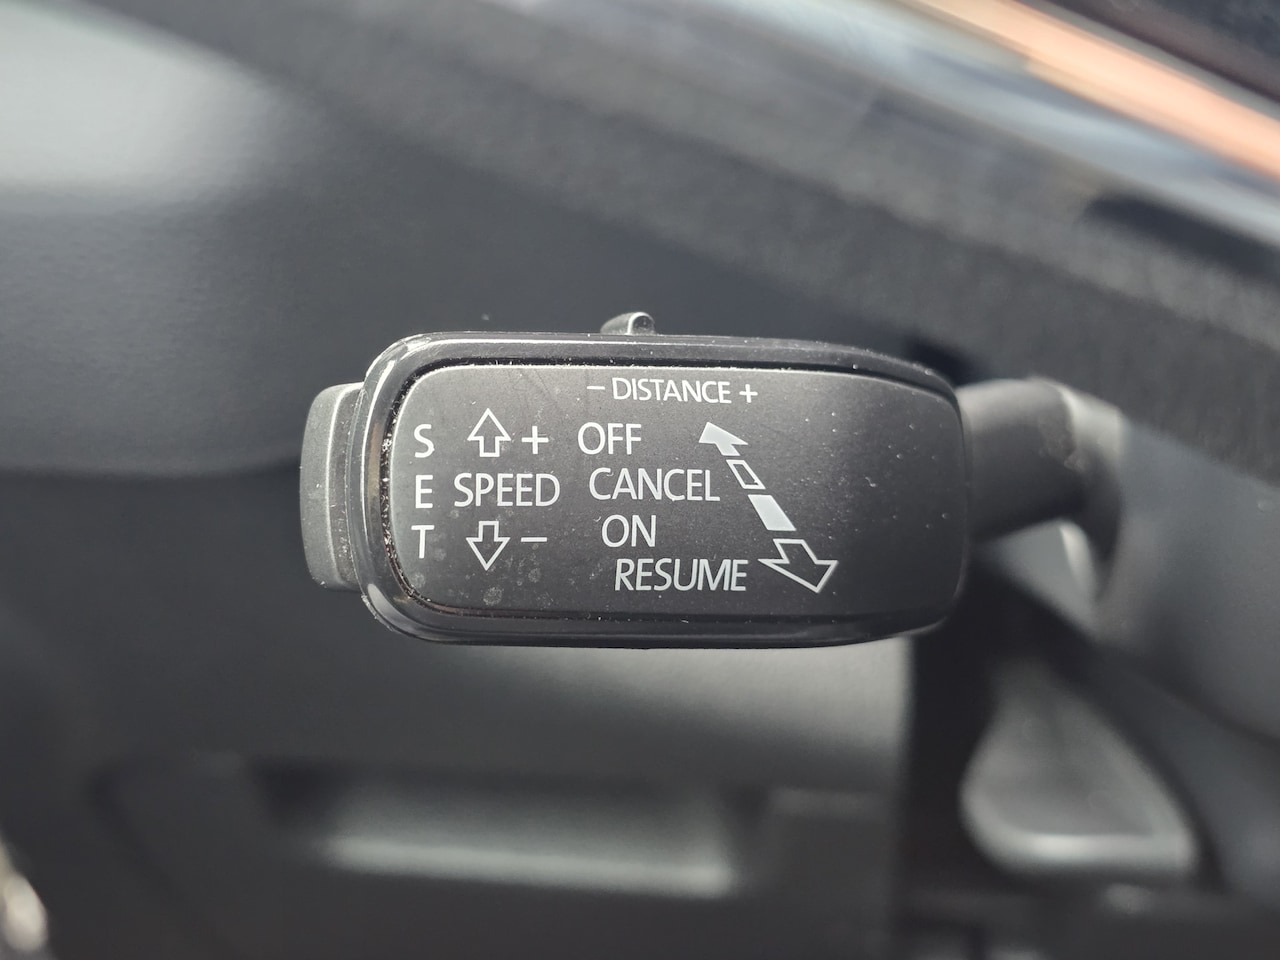 – DISTANCE +
S + OFF
E SPEED CANCEL
T – ON
RESUME